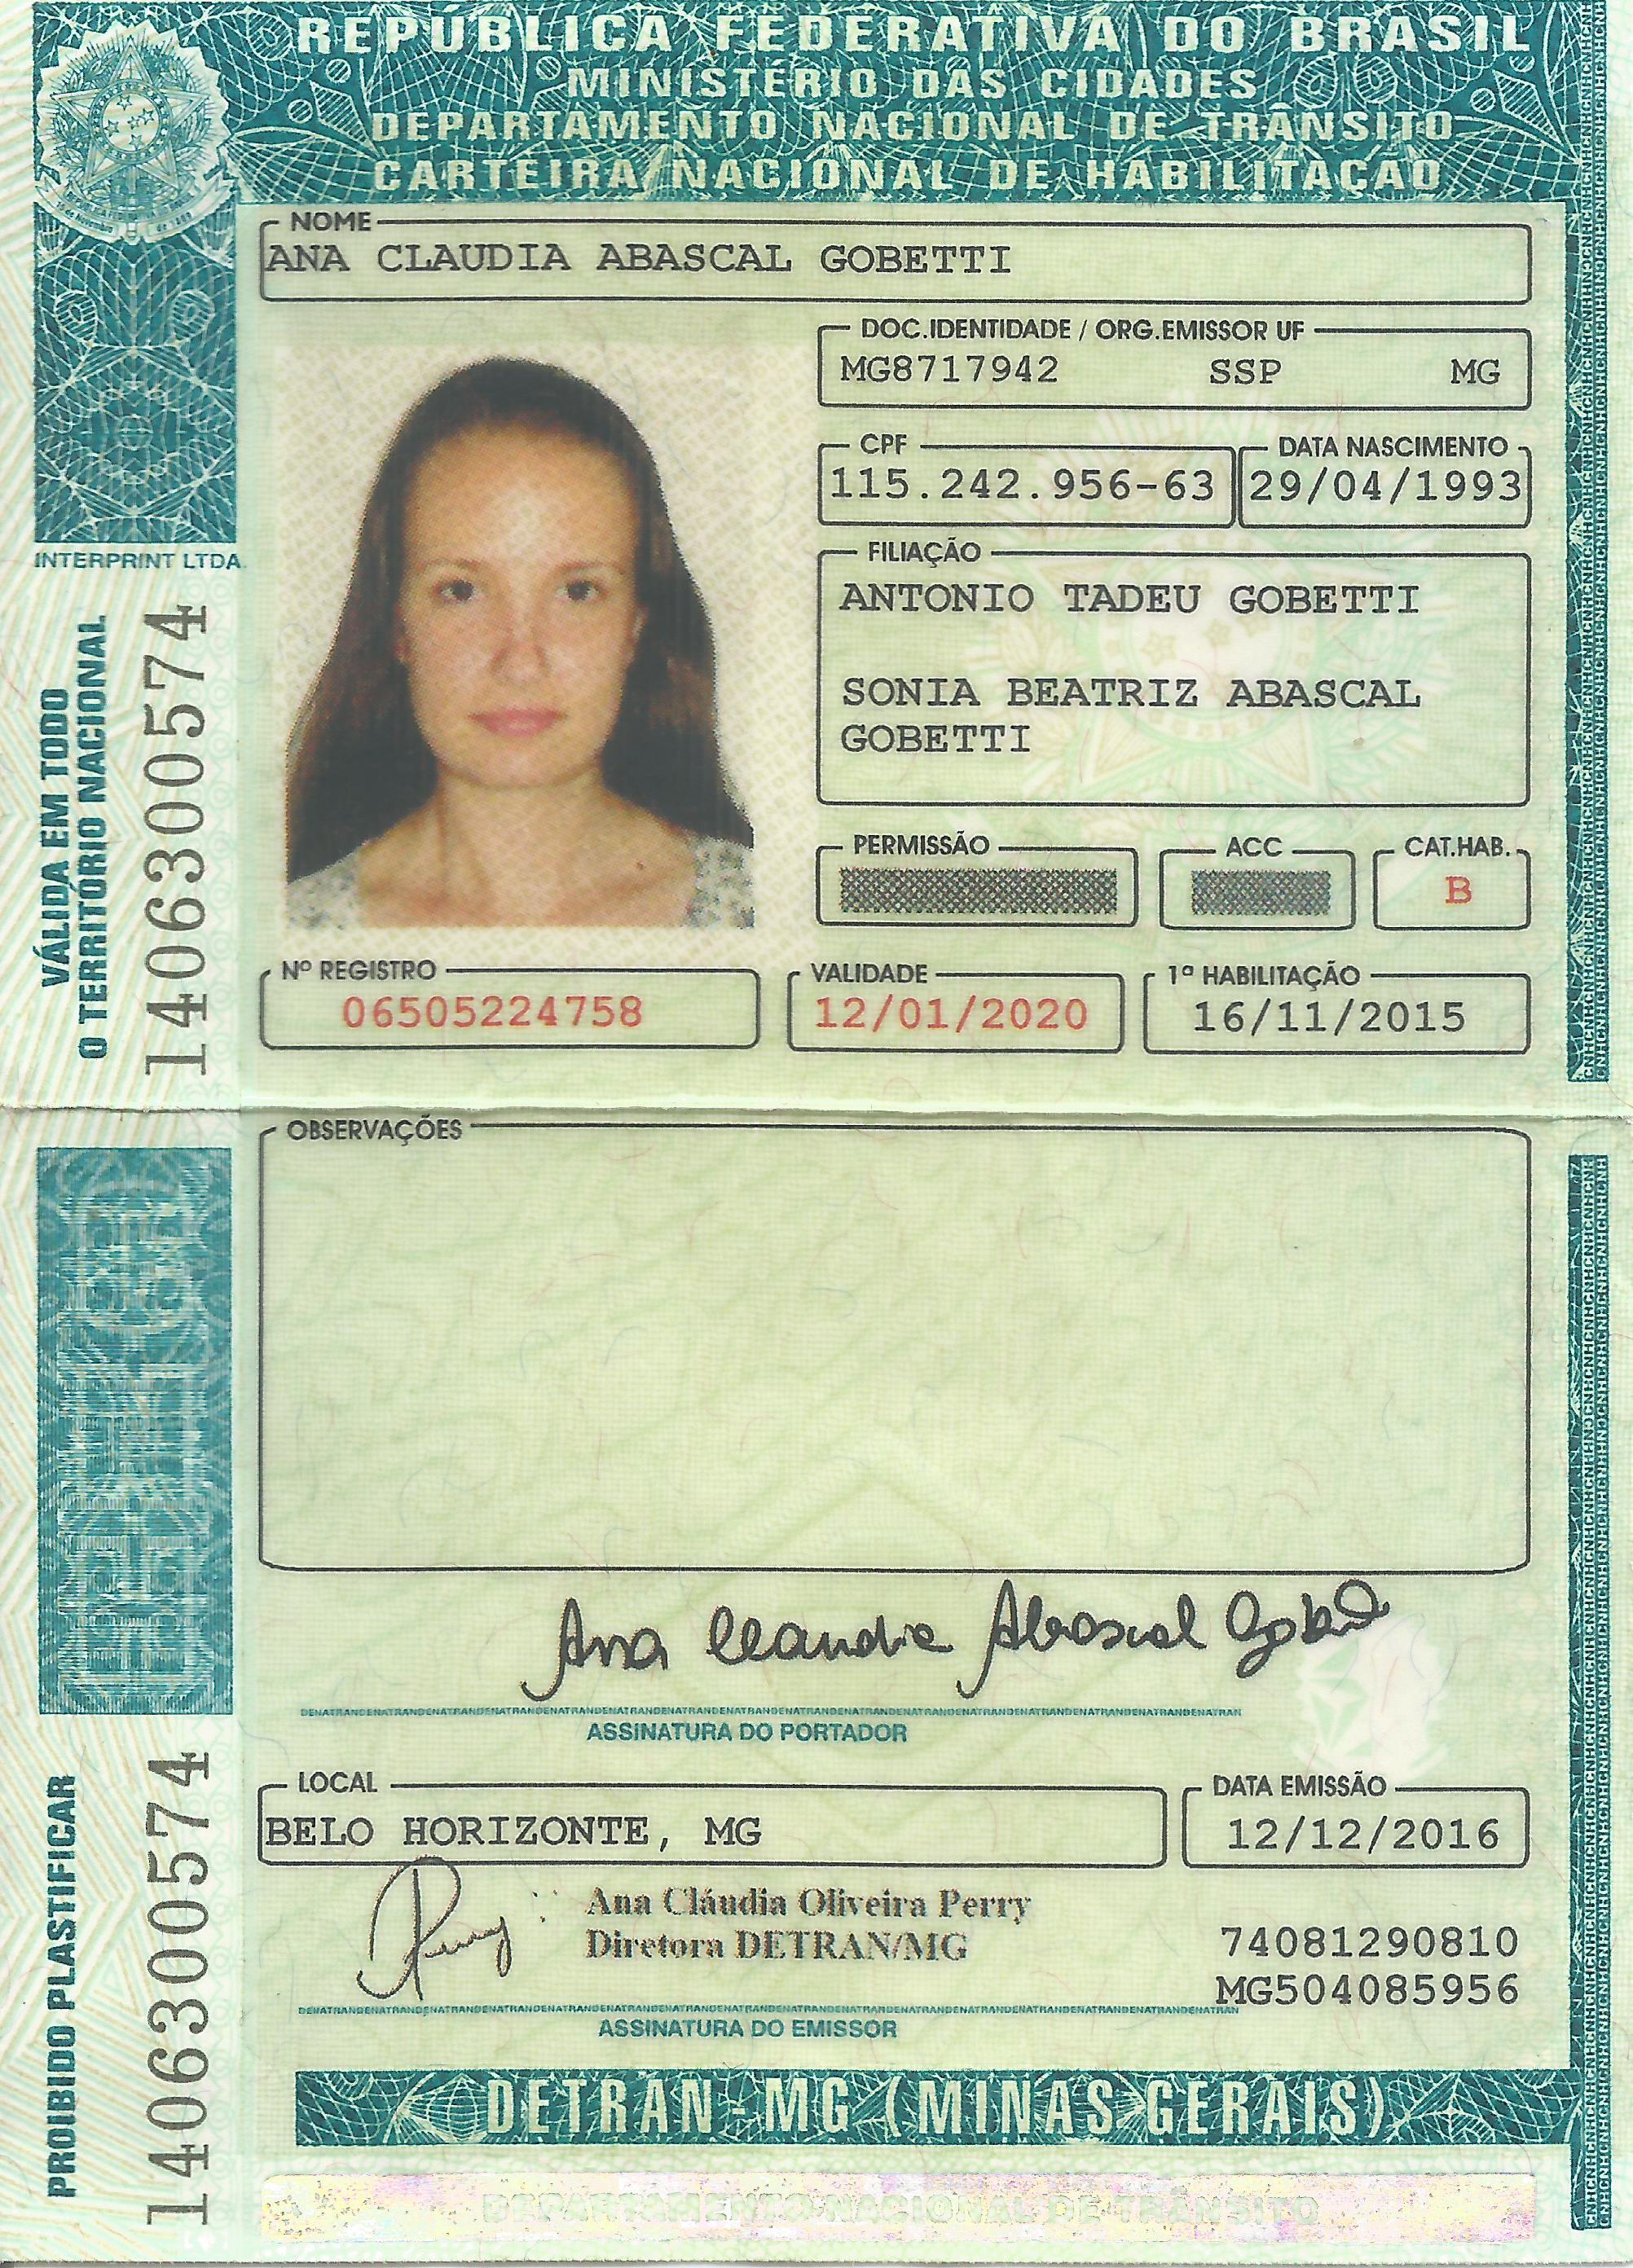 REPÚBLICA FEDERATIVA DO BRASIL
MINISTÉRIO DAS CIDADES
DEPARTAMENTO NACIONAL DE TRÂNSITO
CARTEIRA NACIONAL DE HABILITAÇÃO
NOME
ANA CLAUDIA ABASCAL GOBETTI
DOC.IDENTIDADE / ORG.EMISSOR UF
MG8717942 SSP MG
CPF
115.242.956-63
DATA NASCIMENTO
29/04/1993
FILIAÇÃO
ANTONIO TADEU GOBETTI
SONIA BEATRIZ ABASCAL
GOBETTI
PERMISSÃO
ACC
CAT.HAB.
B
Nº REGISTRO
06505224758
VALIDADE
12/01/2020
1ª HABILITAÇÃO
16/11/2015
INTERPRINT LTDA
VÁLIDA EM TODO
O TERRITÓRIO NACIONAL
1406300574
OBSERVAÇÕES
Ana Claudia Abascal Gobetti
ASSINATURA DO PORTADOR
LOCAL
BELO HORIZONTE, MG
DATA EMISSÃO
12/12/2016
Ana Cláudia Oliveira Perry
Diretora DETRAN/MG
74081290810
MG504085956
ASSINATURA DO EMISSOR
PROIBIDO PLASTIFICAR
1406300574
DETRAN-MG (MINAS GERAIS)
DEPARTAMENTO NACIONAL DE TRÂNSITO